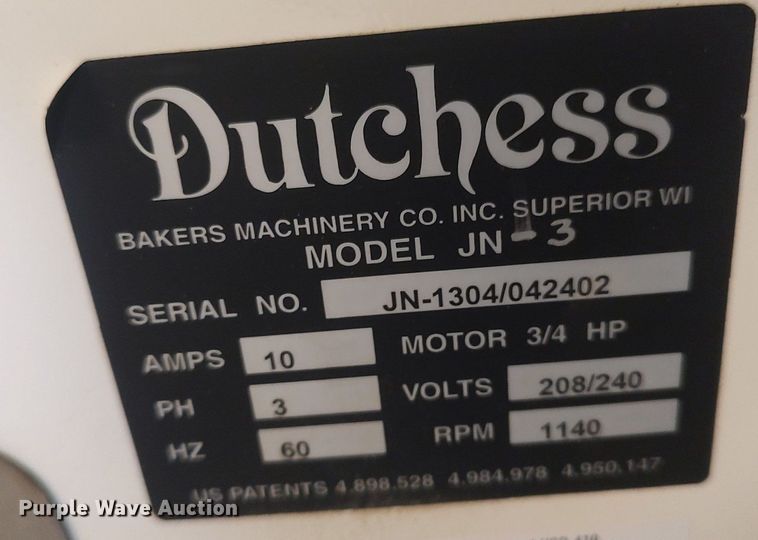 Dutchess
BAKERS MACHINERY CO. INC. SUPERIOR WI
MODEL JN-3
SERIAL NO. JN-1304/042402
AMPS 10 MOTOR 3/4 HP
PH 3 VOLTS 208/240
HZ 60 RPM 1140
US PATENTS 4.898.528 4.984.978 4.950.147
Purple Wave Auction